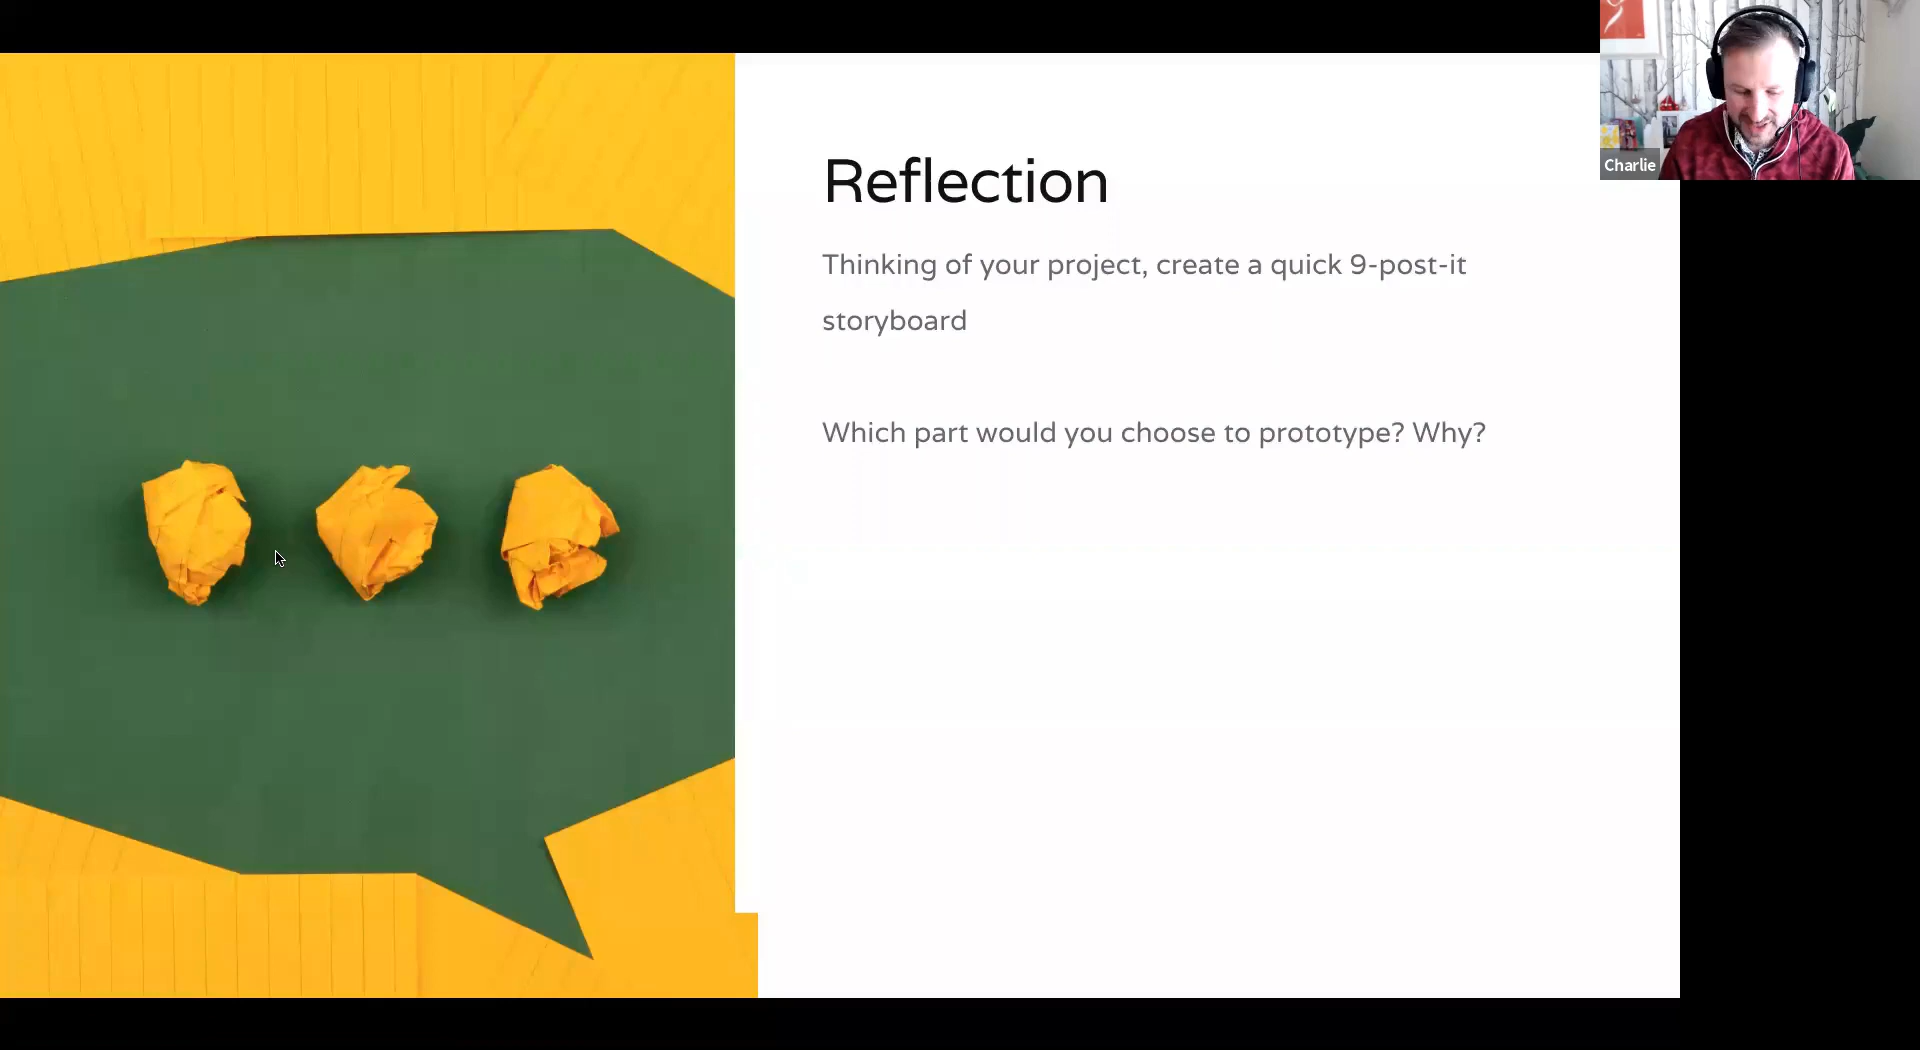 Reflection
Thinking of your project, create a quick 9-post-it
storyboard
Which part would you choose to prototype? Why?
Charlie